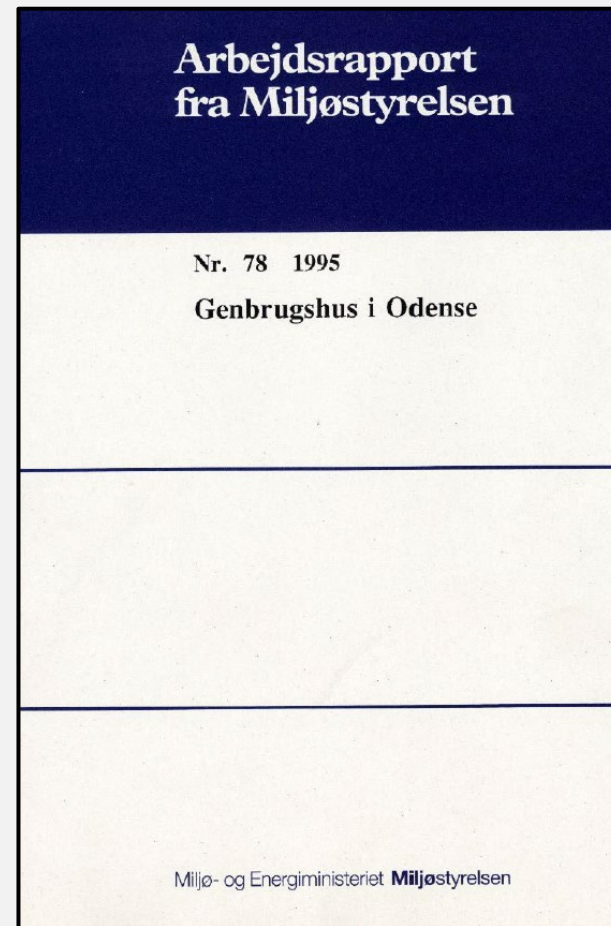 Arbejdsrapport
fra Miljøstyrelsen
Nr. 78 1995
Genbrugshus i Odense
Miljø- og Energiministeriet Miljøstyrelsen